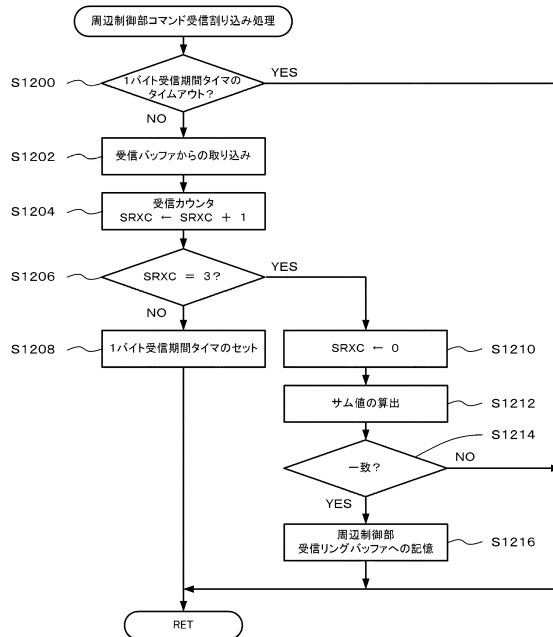 周辺制御部コマンド受信割り込み処理
S1200
1バイト受信期間タイマの
タイムアウト?
YES
NO
S1202
受信バッファからの取り込み
S1204
受信カウンタ
SRXC ← SRXC + 1
S1206
SRXC = 3?
YES
NO
S1208
1バイト受信期間タイマのセット
SRXC ← 0
S1210
サム値の算出
S1212
S1214
一致?
NO
YES
周辺制御部
受信リングバッファへの記憶
S1216
RET